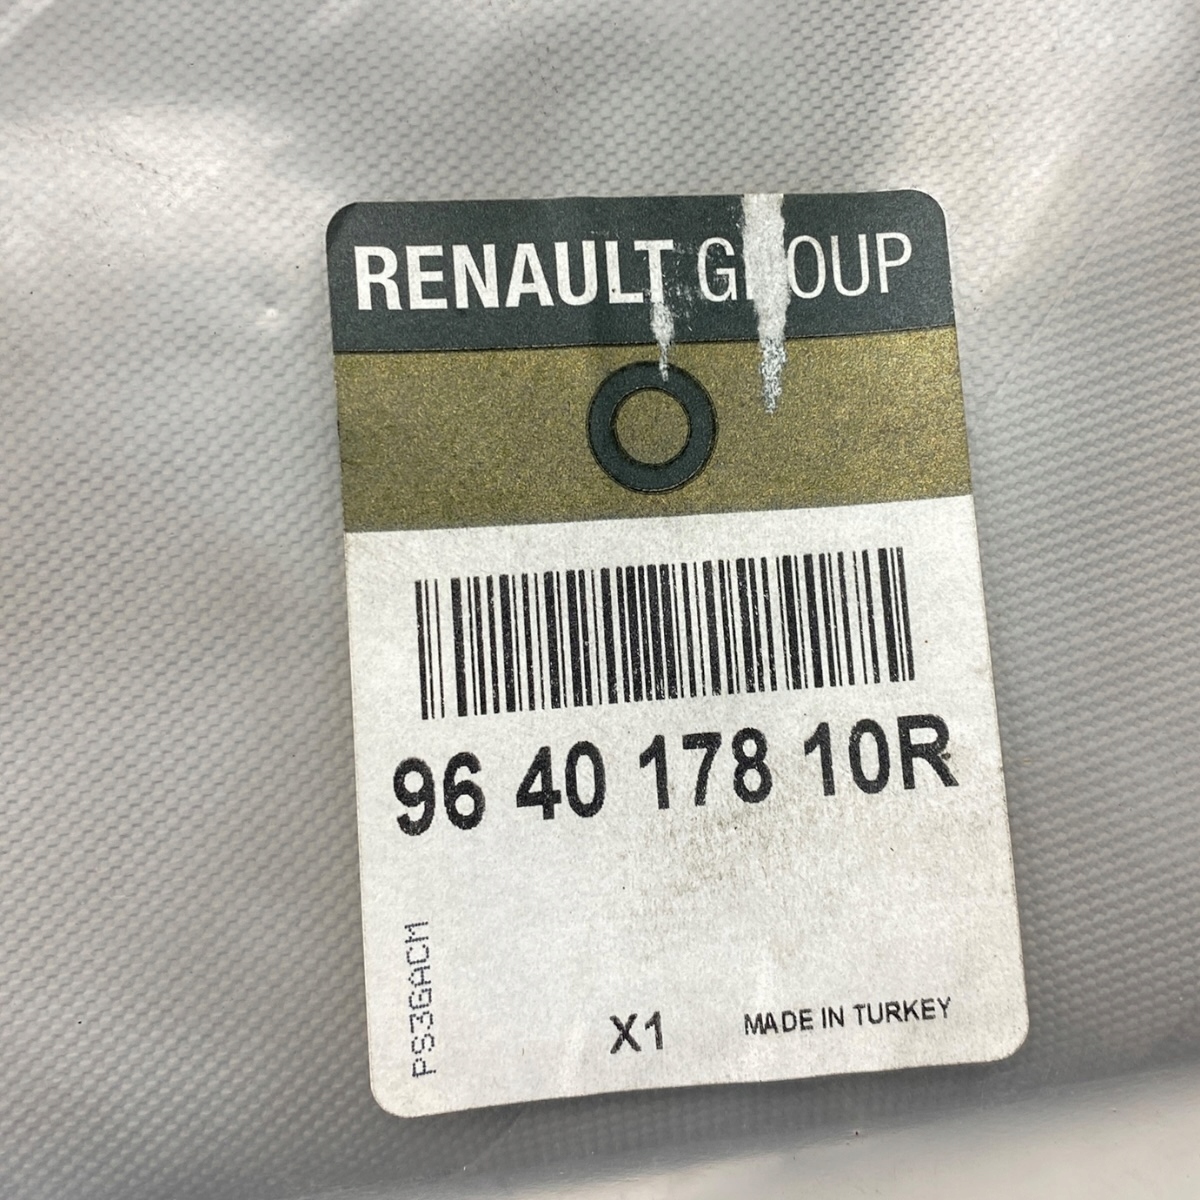 RENAULT GROUP
96 40 178 10R
PS3GACM
X1
MADE IN TURKEY